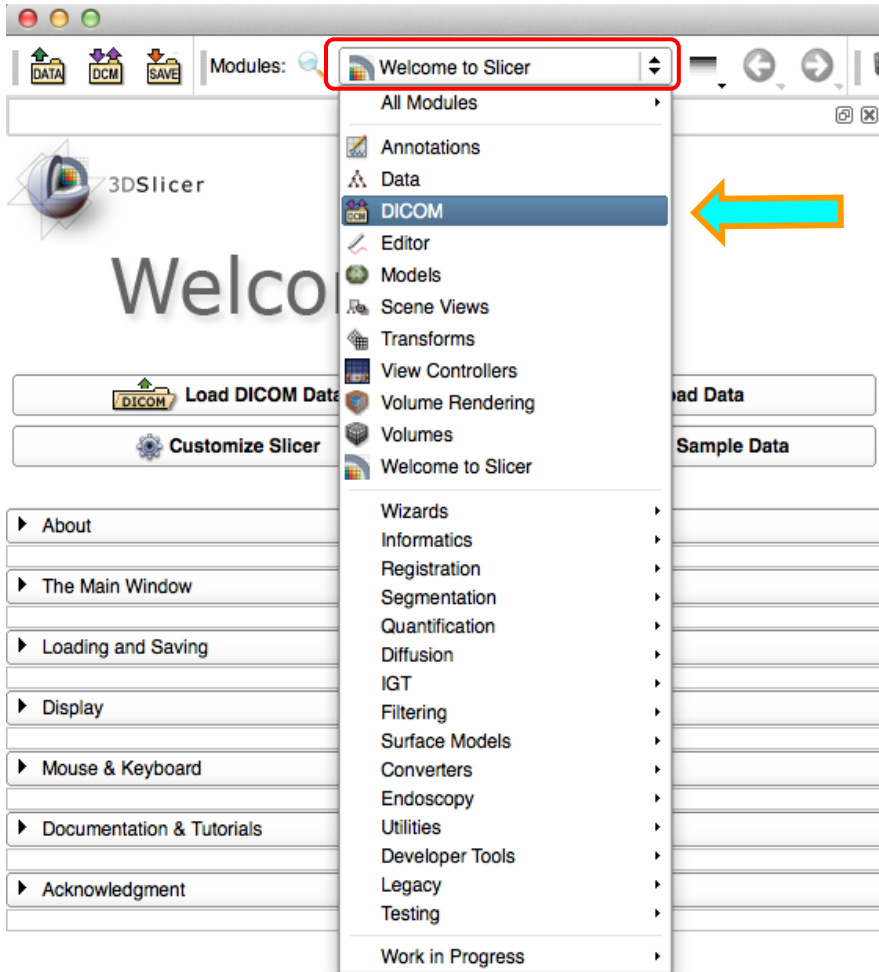 DATA DCM SAVE Modules: Welcome to Slicer
All Modules
Annotations
Data
DCM DICOM
Editor
Models
Scene Views
Transforms
View Controllers
Volume Rendering
Volumes
Welcome to Slicer
Wizards
Informatics
Registration
Segmentation
Quantification
Diffusion
IGT
Filtering
Surface Models
Converters
Endoscopy
Utilities
Developer Tools
Legacy
Testing
Work in Progress
3DSlicer
Welco
DICOM Load DICOM Data
ad Data
Customize Slicer
Sample Data
About
The Main Window
Loading and Saving
Display
Mouse & Keyboard
Documentation & Tutorials
Acknowledgment